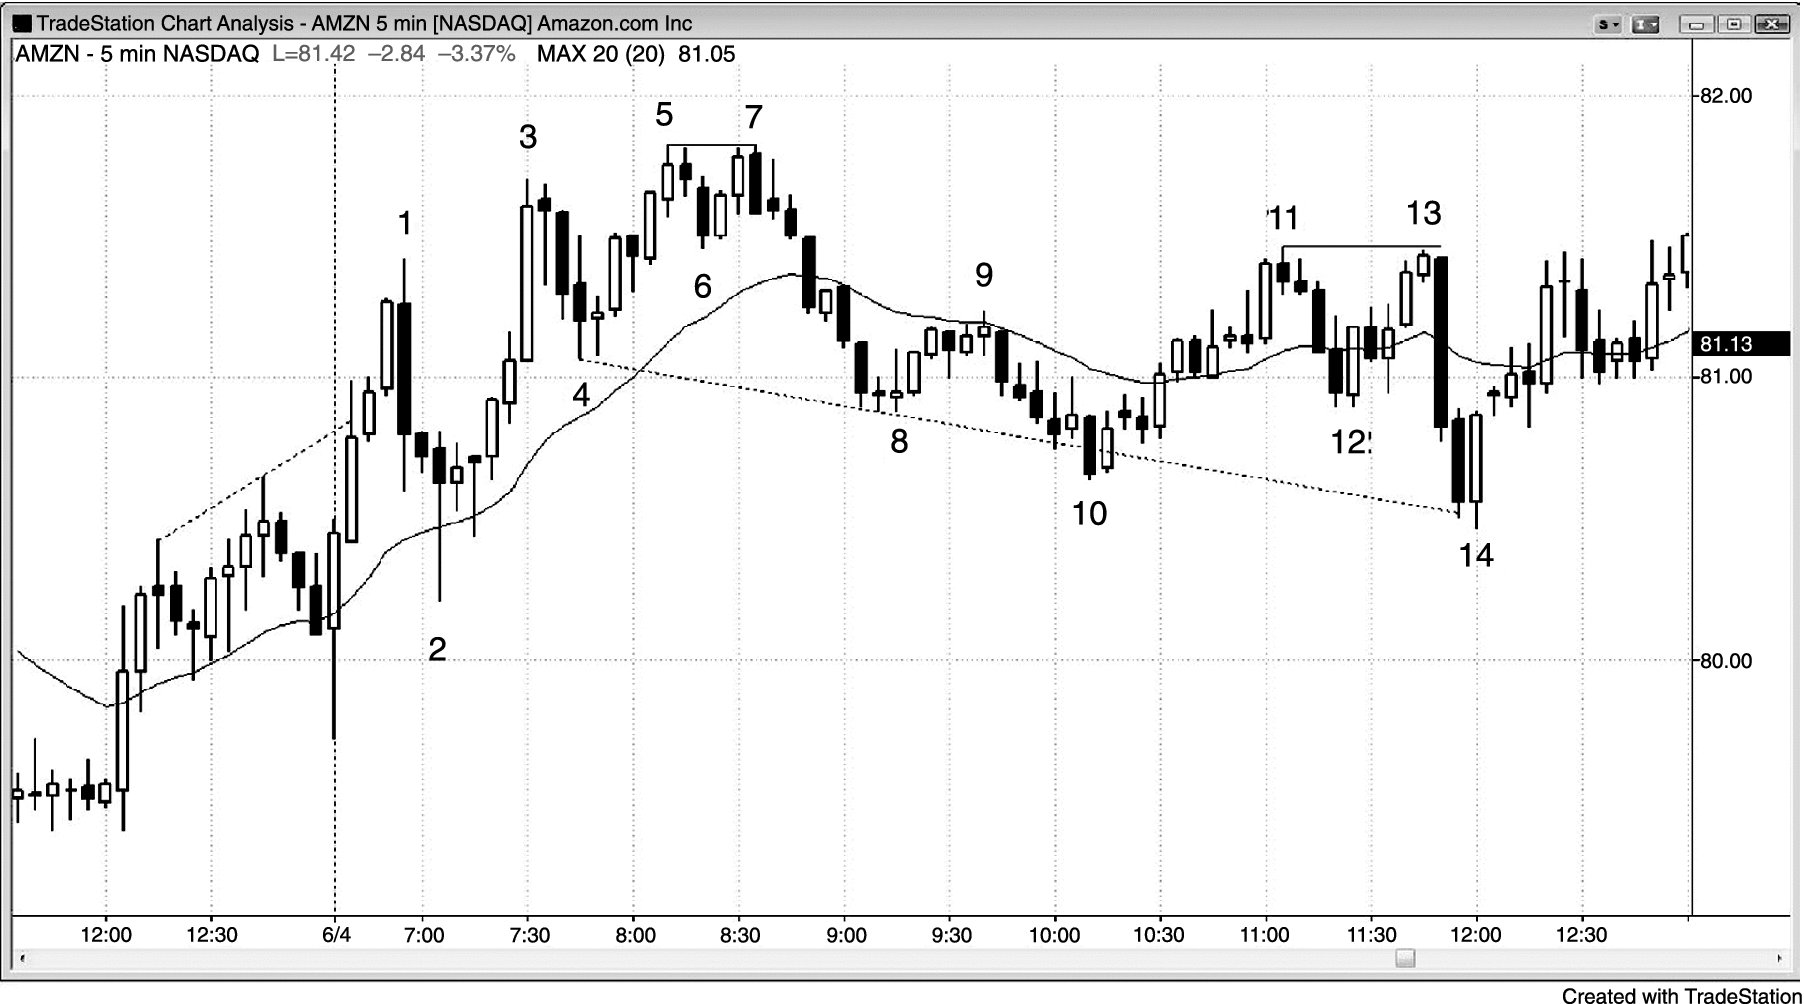 TradeStation Chart Analysis - AMZN 5 min [NASDAQ] Amazon.com Inc
S
I
AMZN - 5 min NASDAQ L=81.42 −2.84 −3.37% MAX 20 (20) 81.05
82.00
5 7
3
1
11 13
9
6
81.13
81.00
4
8
12
10
14
2
80.00
12:00 12:30 6/4 7:00 7:30 8:00 8:30 9:00 9:30 10:00 10:30 11:00 11:30 12:00 12:30
Created with TradeStation